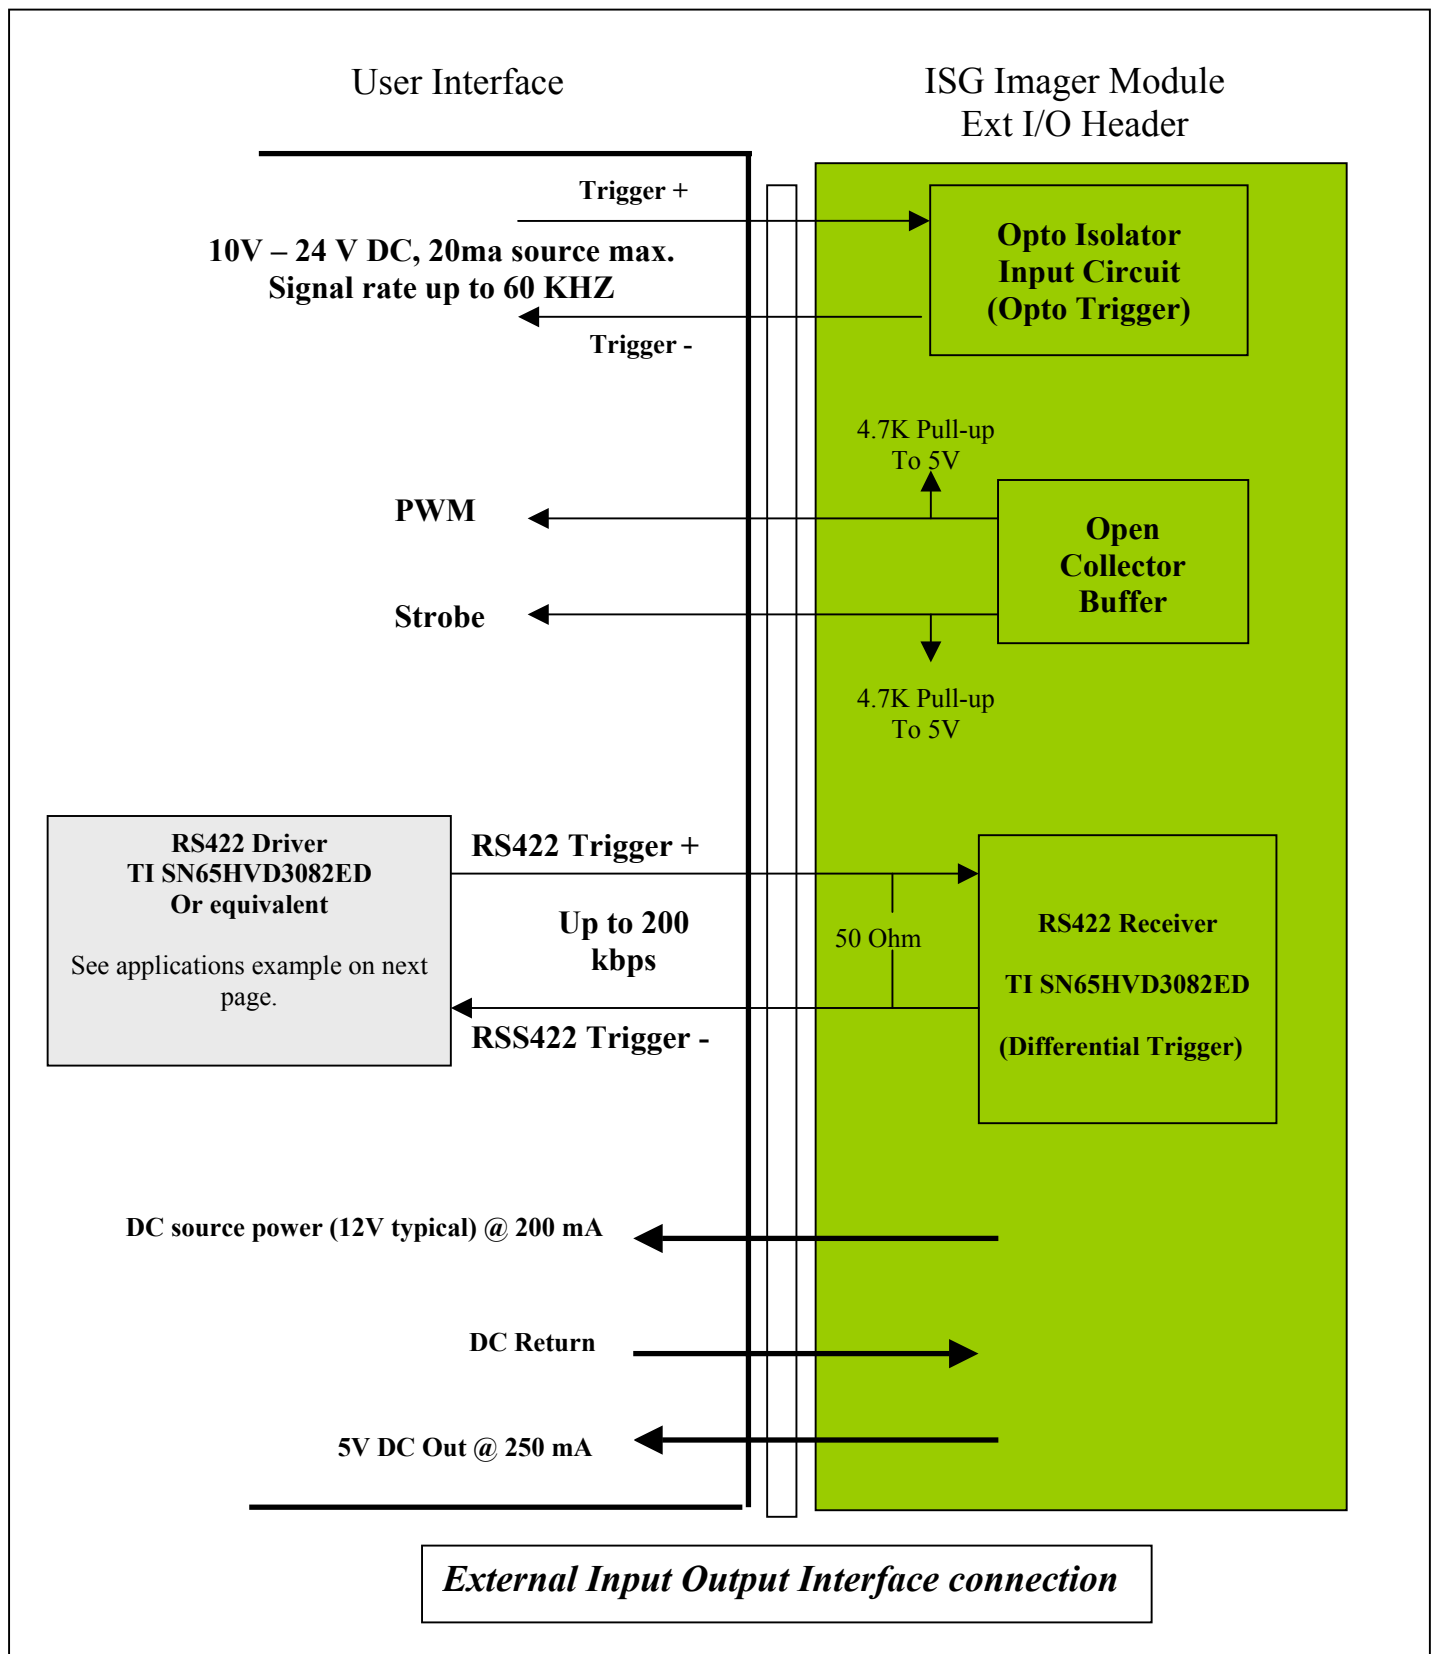 User Interface
ISG Imager Module
Ext I/O Header
Trigger +
10V – 24 V DC, 20ma source max.
Signal rate up to 60 KHZ
Trigger -
Opto Isolator
Input Circuit
(Opto Trigger)
4.7K Pull-up
To 5V
PWM
Open
Collector
Buffer
Strobe
4.7K Pull-up
To 5V
RS422 Driver
TI SN65HVD3082ED
Or equivalent
See applications example on next
page.
RS422 Trigger +
Up to 200
kbps
RSS422 Trigger -
50 Ohm
RS422 Receiver
TI SN65HVD3082ED
(Differential Trigger)
DC source power (12V typical) @ 200 mA
DC Return
5V DC Out @ 250 mA
External Input Output Interface connection